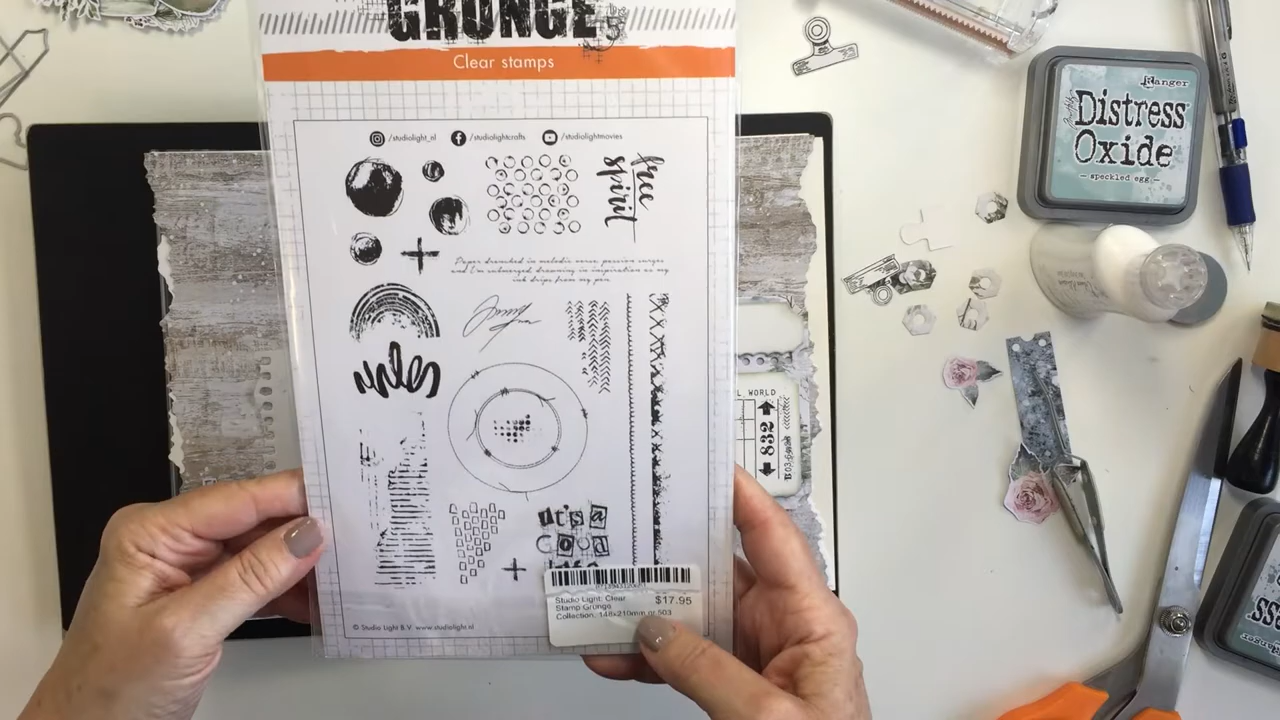 GRUNGE
Clear stamps
/studiolight_nl /studiolightcrafts /studiolightmovies
free
spirit
Paper drenched in melodic verse, passion surges
and I'm submerged drowning in inspiration as my
ink drips from my pen
it's a
GOOD
$17.95
Studio Light: Clear
Stamp Grunge
Collection: 148x210mm nr 503
© Studio Light B.V. www.studiolight.nl
Ranger
Distress
Oxide
speckled egg
L WORLD
832